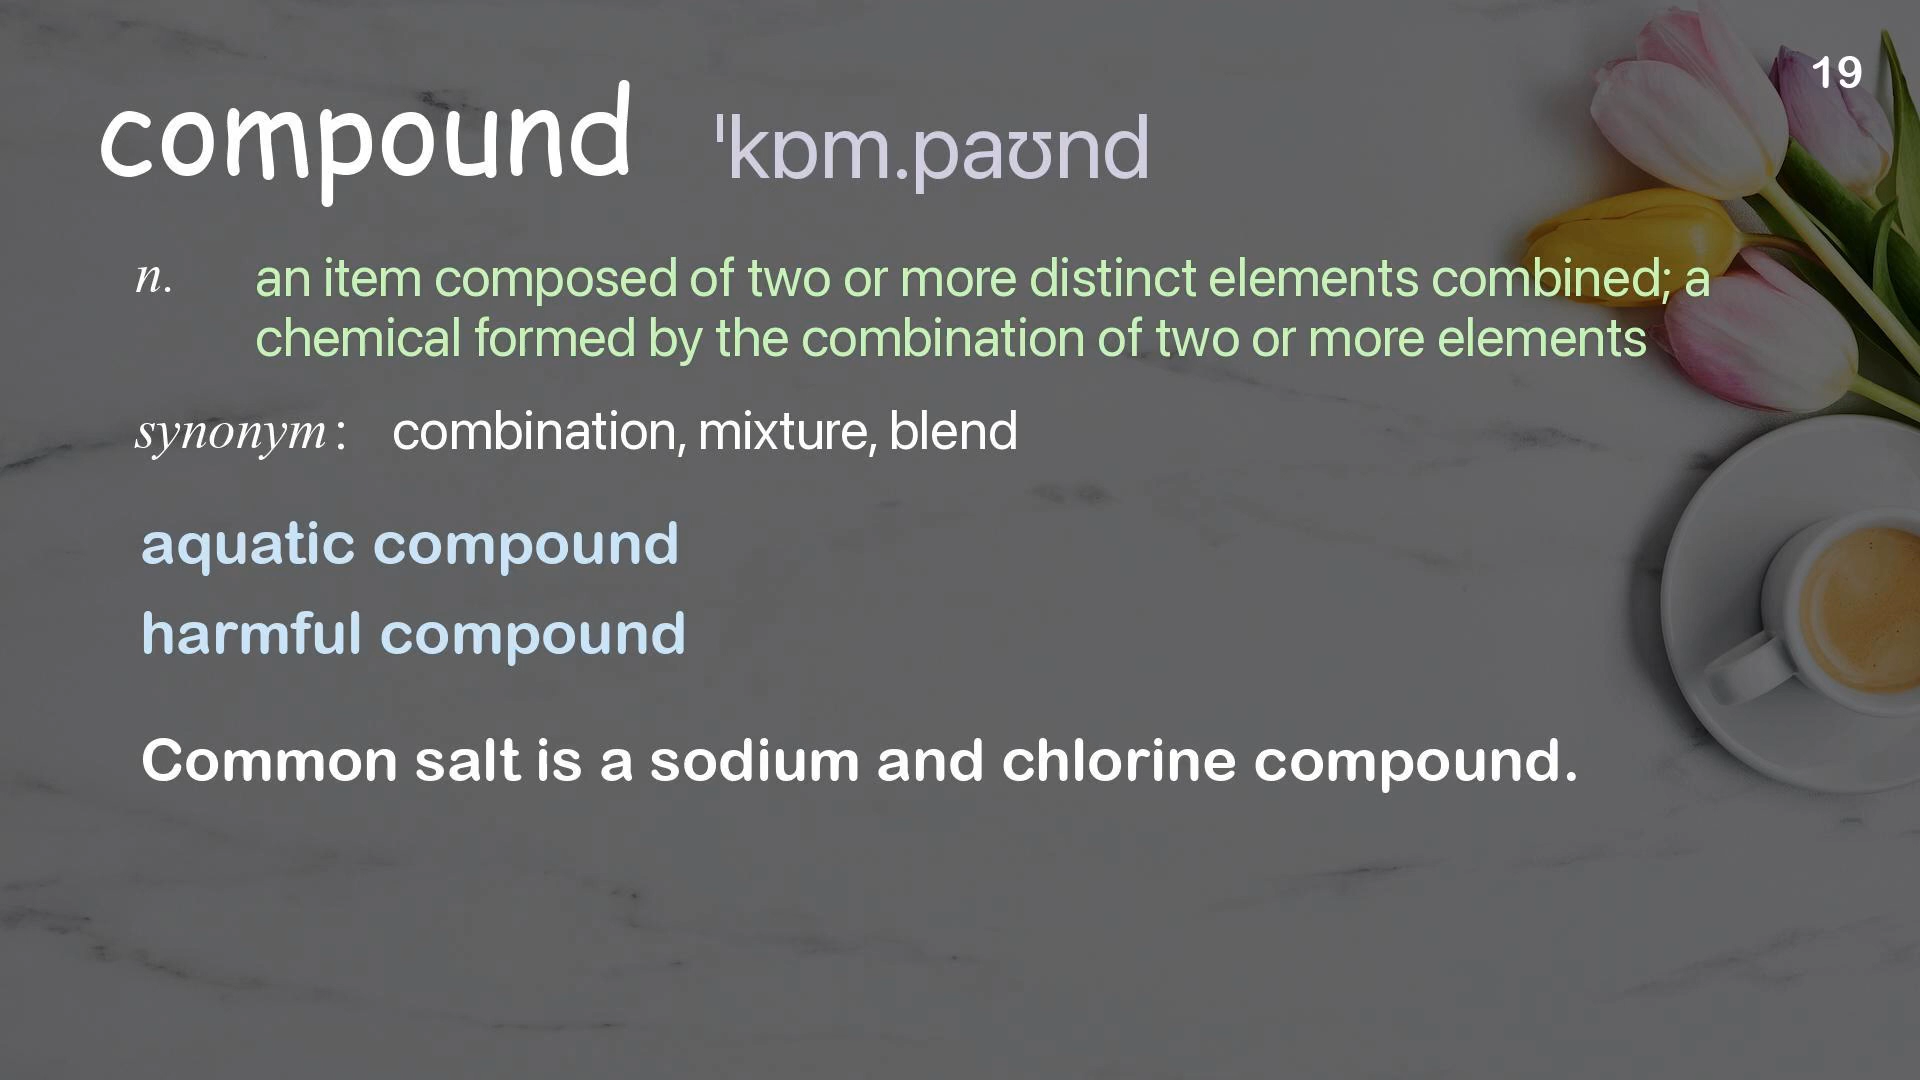 19
compound ˈkɒm.paʊnd
n. an item composed of two or more distinct elements combined; a
chemical formed by the combination of two or more elements
synonym: combination, mixture, blend
aquatic compound
harmful compound
Common salt is a sodium and chlorine compound.